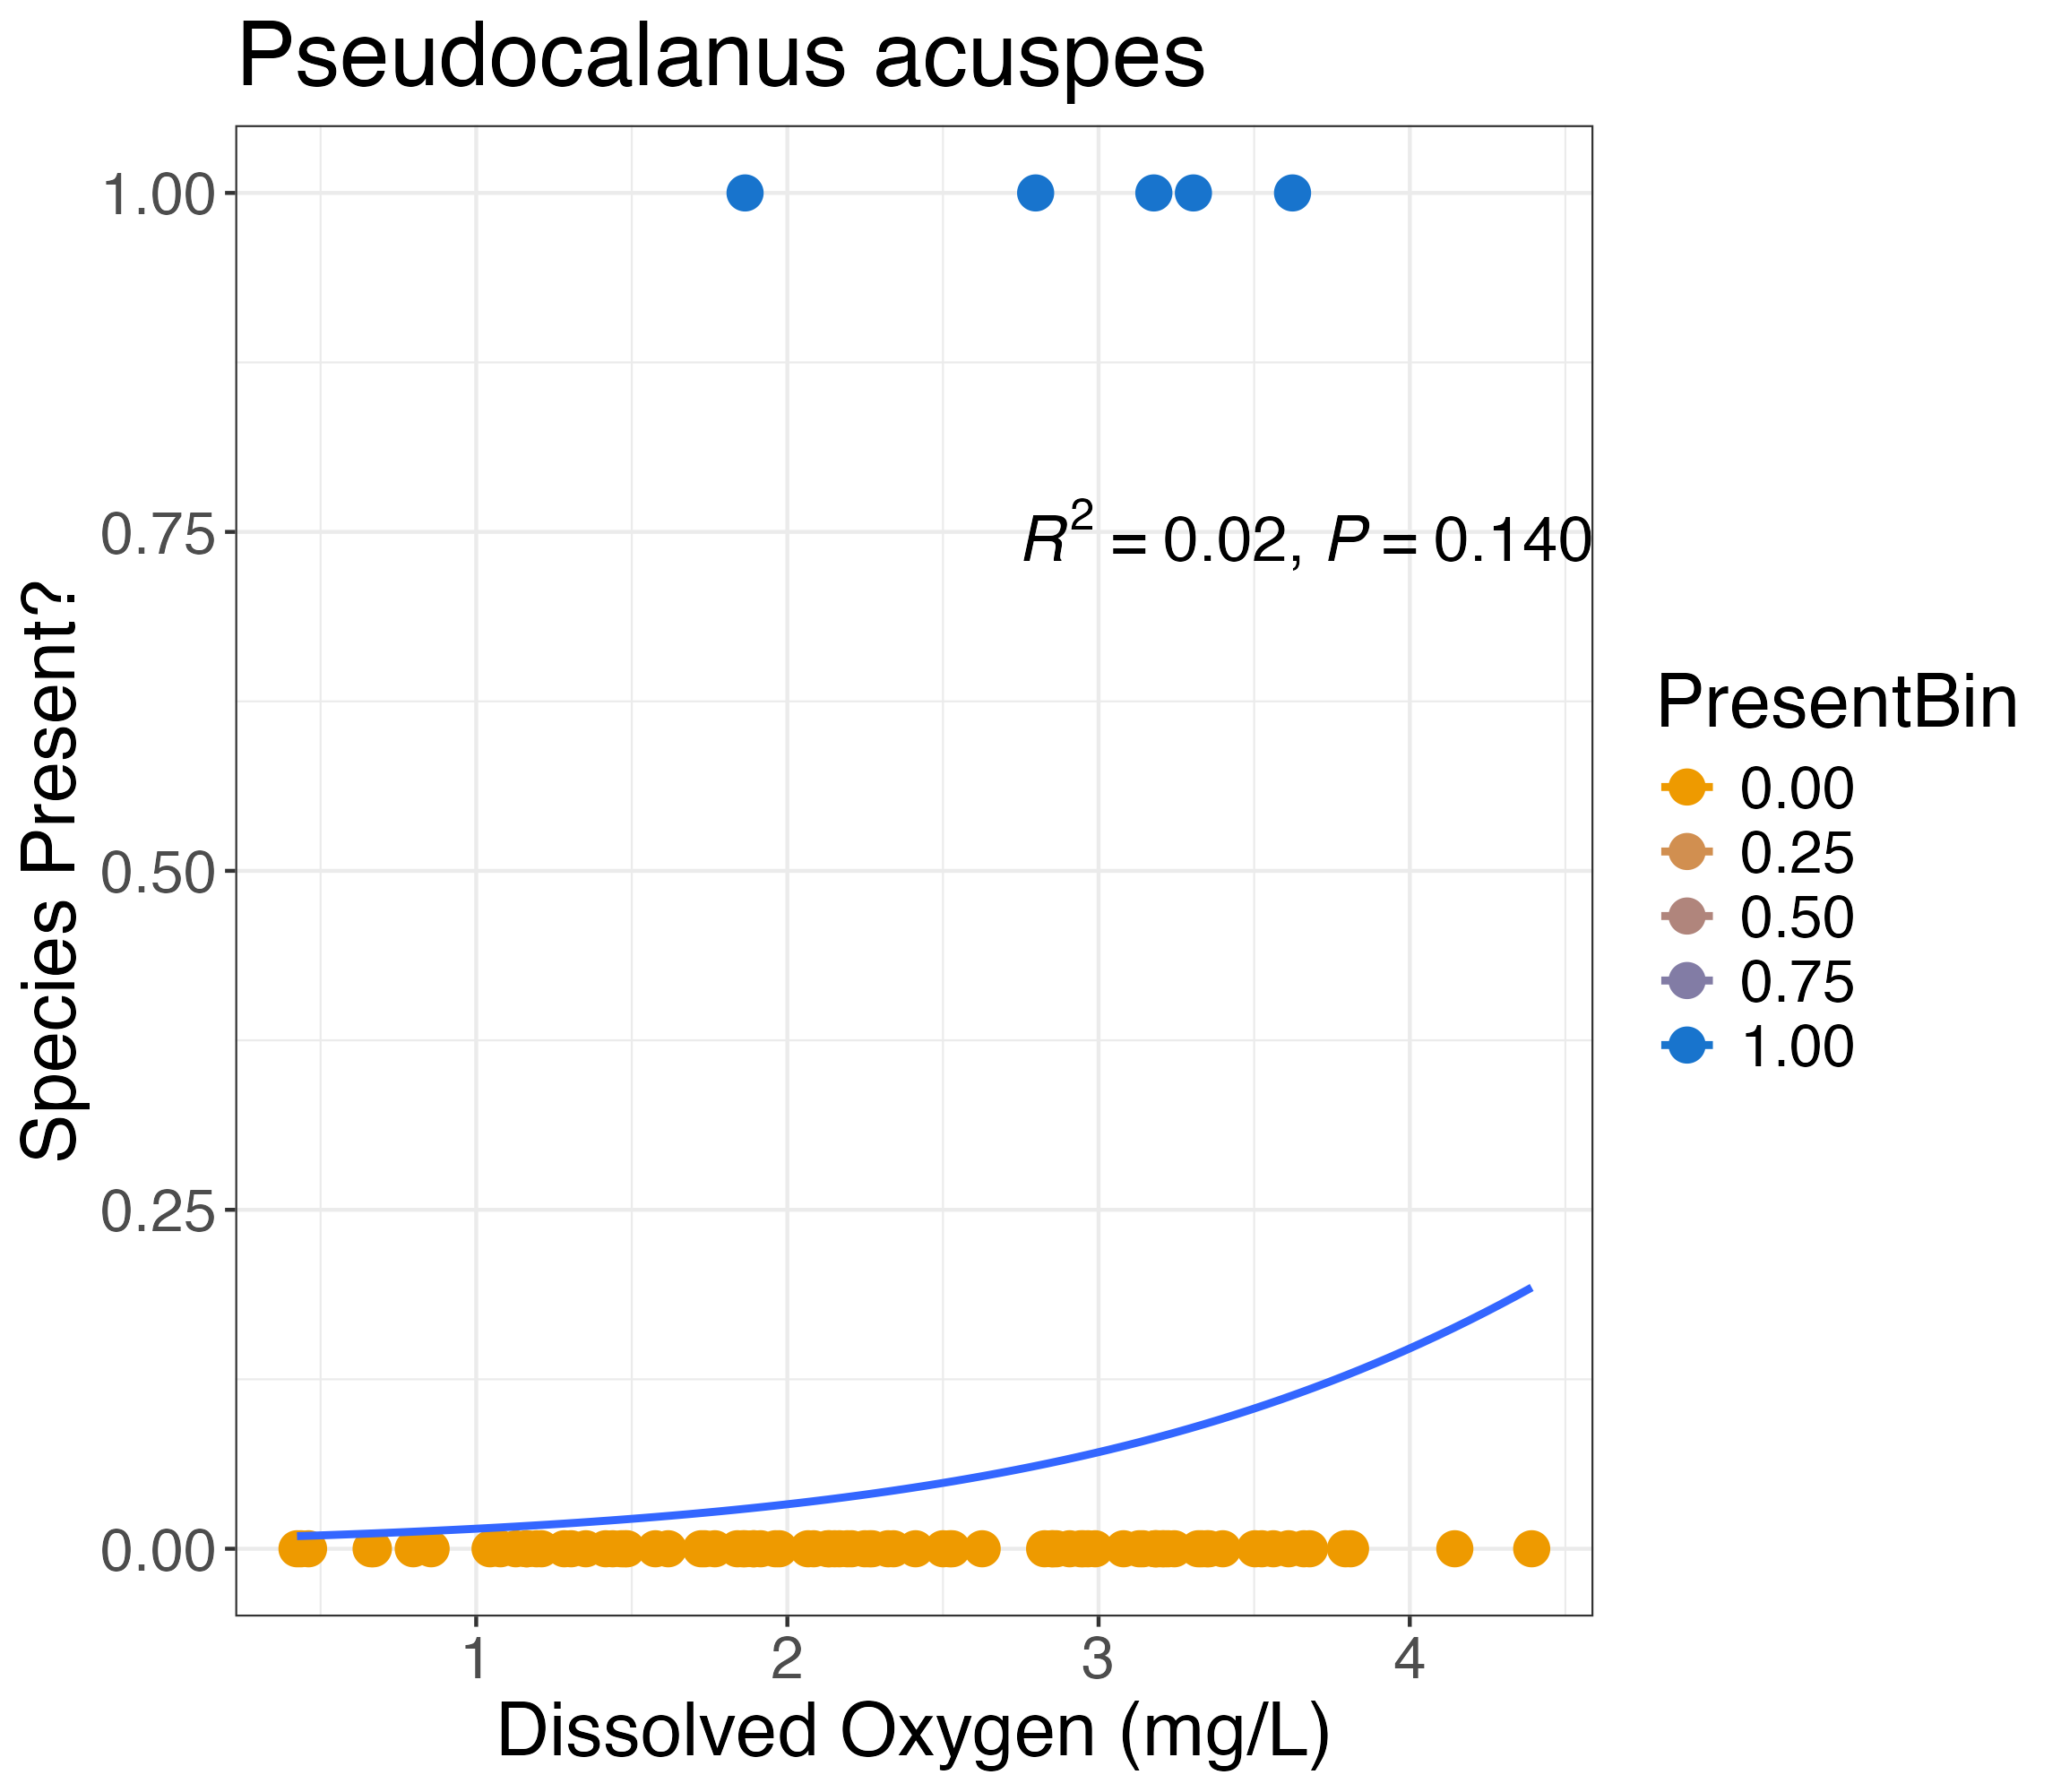 Pseudocalanus acuspes
1.00
0.75
0.50
0.25
0.00
Species Present?
R² = 0.02, P = 0.140
1 2 3 4
Dissolved Oxygen (mg/L)
PresentBin
0.00
0.25
0.50
0.75
1.00